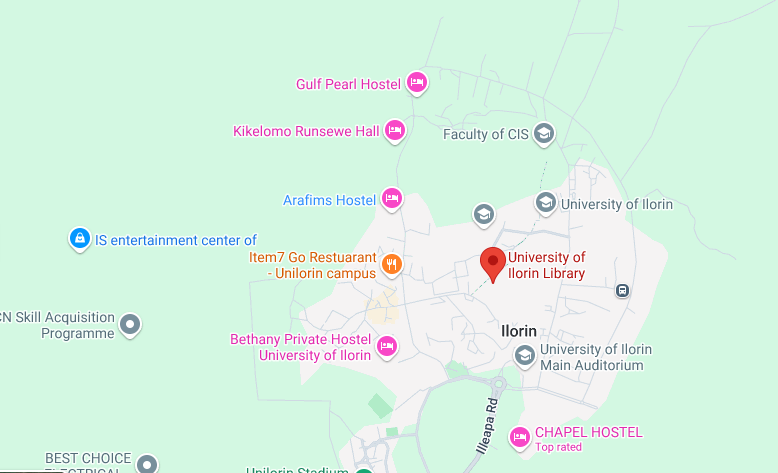 Gulf Pearl Hostel
Kikelomo Runsewe Hall
Faculty of CIS
Arafims Hostel
University of Ilorin
IS entertainment center of
Item7 Go Restuarant
- Unilorin campus
University of
Ilorin Library
CN Skill Acquisition
Programme
Ilorin
Bethany Private Hostel
University of Ilorin
University of Ilorin
Main Auditorium
Illeapa Rd
CHAPEL HOSTEL
Top rated
BEST CHOICE
ELECTRICAL
Unilorin Stadium